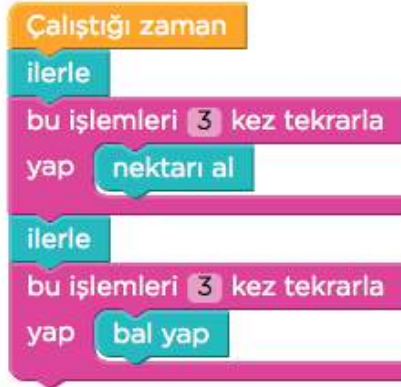 Çalıştığı zaman
ilerle
bu işlemleri 3 kez tekrarla
yap nektarı al
ilerle
bu işlemleri 3 kez tekrarla
yap bal yap